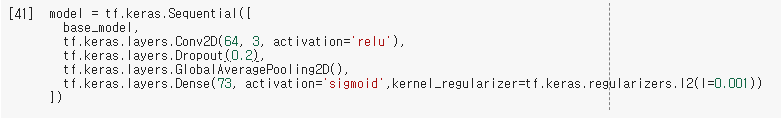 [41] model = tf.keras.Sequential([
base_model,
tf.keras.layers.Conv2D(64, 3, activation='relu'),
tf.keras.layers.Dropout(0.2),
tf.keras.layers.GlobalAveragePooling2D(),
tf.keras.layers.Dense(73, activation='sigmoid',kernel_regularizer=tf.keras.regularizers.l2(l=0.001))
])